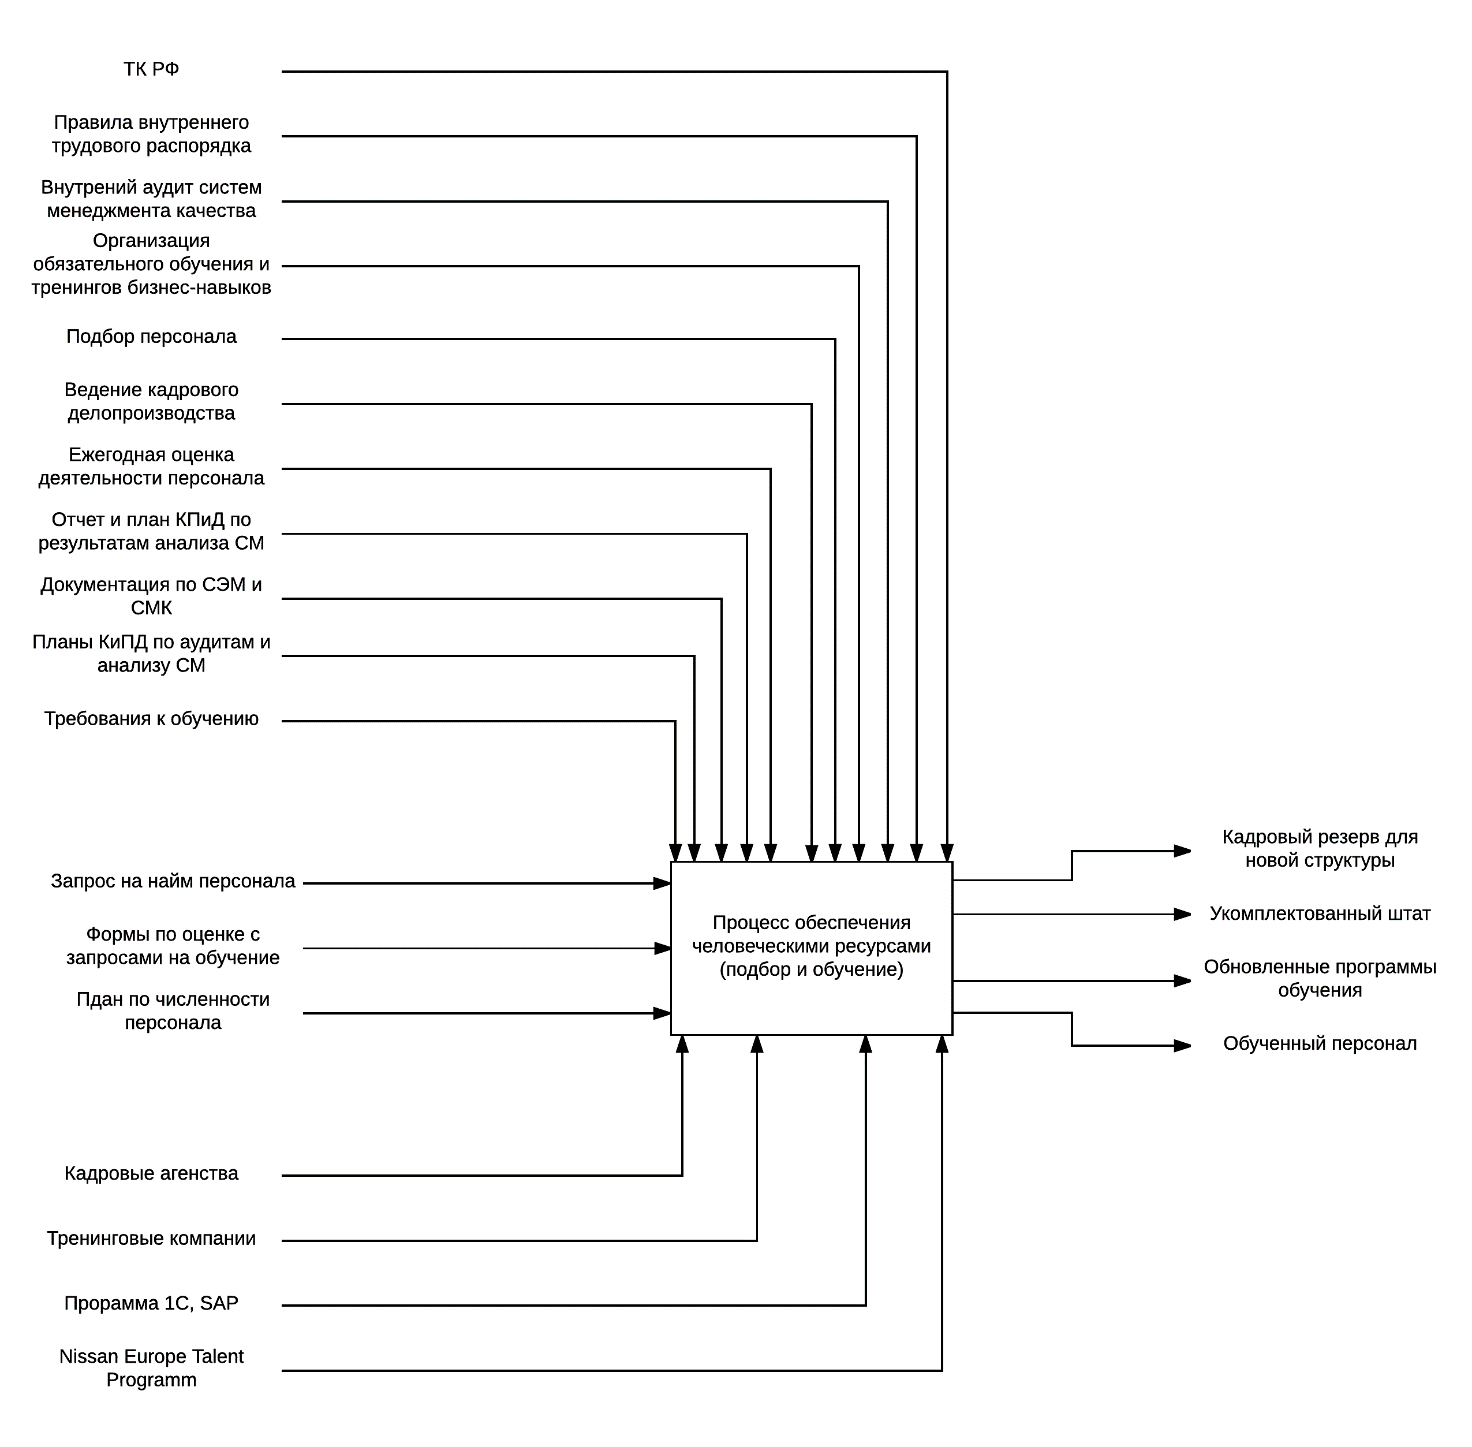 ТК РФ
Правила внутреннего
трудового распорядка
Внутрений аудит систем
менеджмента качества
Организация
обязательного обучения и
тренингов бизнес-навыков
Подбор персонала
Ведение кадрового
делопроизводства
Ежегодная оценка
деятельности персонала
Отчет и план КПиД по
результатам анализа СМ
Документация по СЭМ и
СМК
Планы КиПД по аудитам и
анализу СМ
Требования к обучению
Запрос на найм персонала
Формы по оценке с
запросами на обучение
Пдан по численности
персонала
Процесс обеспечения
человеческими ресурсами
(подбор и обучение)
Кадровый резерв для
новой структуры
Укомплектованный штат
Обновленные программы
обучения
Обученный персонал
Кадровые агенства
Тренинговые компании
Прорамма 1С, SAP
Nissan Europe Talent
Programm